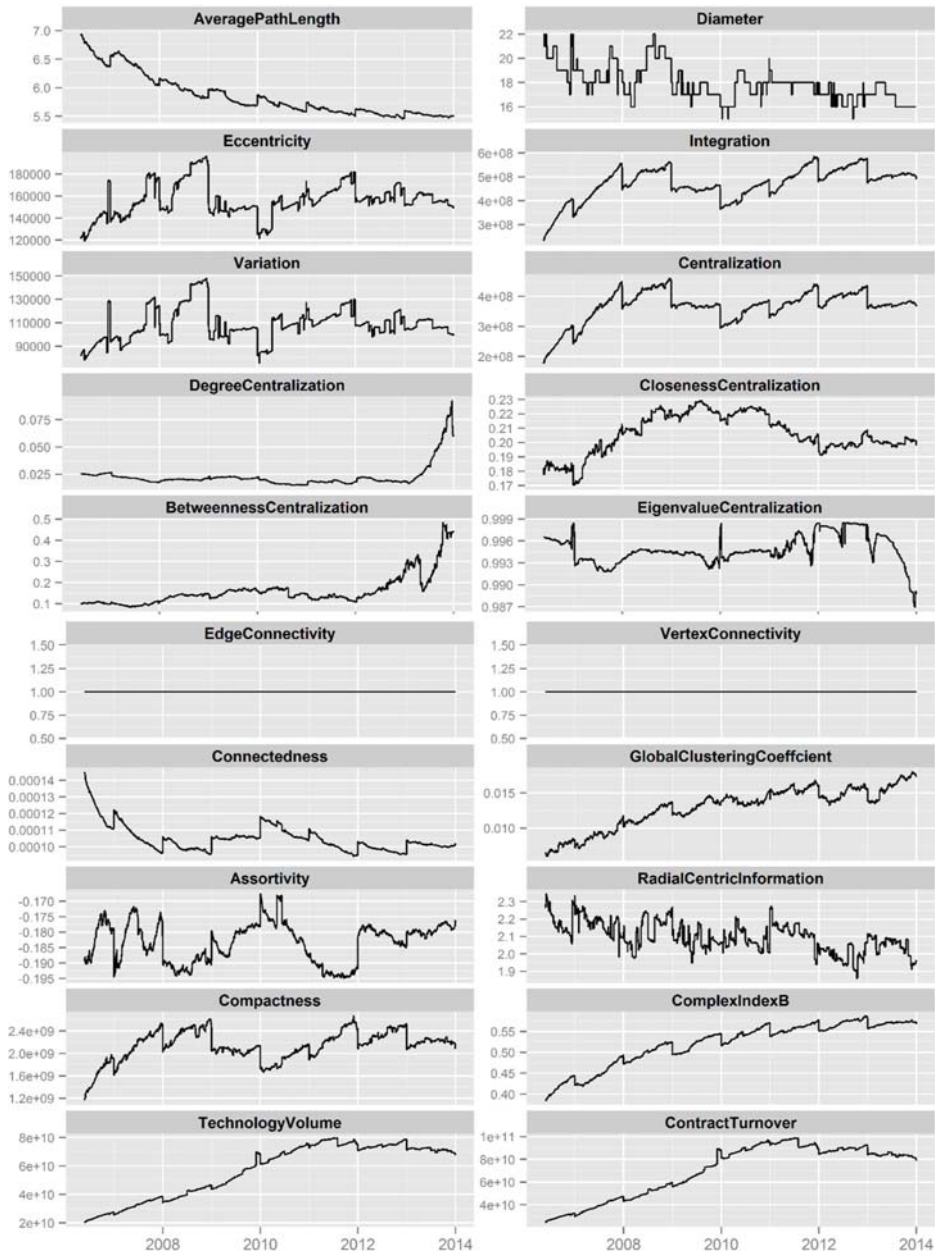 AveragePathLength
7.0
6.5
6.0
5.5
Diameter
22
20
18
16
Eccentricity
180000
160000
140000
120000
Integration
6e+08
5e+08
4e+08
3e+08
Variation
150000
130000
110000
90000
Centralization
4e+08
3e+08
2e+08
DegreeCentralization
0.075
0.050
0.025
ClosenessCentralization
0.23
0.22
0.21
0.20
0.19
0.18
0.17
BetweennessCentralization
0.5
0.4
0.3
0.2
0.1
EigenvalueCentralization
0.999
0.996
0.993
0.990
0.987
EdgeConnectivity
1.50
1.25
1.00
0.75
0.50
VertexConnectivity
1.50
1.25
1.00
0.75
0.50
Connectedness
0.00014
0.00013
0.00012
0.00011
0.00010
GlobalClusteringCoeffcient
0.015
0.010
Assortivity
-0.170
-0.175
-0.180
-0.185
-0.190
-0.195
RadialCentricInformation
2.3
2.2
2.1
2.0
1.9
Compactness
2.4e+09
2.0e+09
1.6e+09
1.2e+09
ComplexIndexB
0.55
0.50
0.45
0.40
TechnologyVolume
8e+10
6e+10
4e+10
2e+10
ContractTurnover
1e+11
8e+10
6e+10
4e+10
2008 2010 2012 2014
2008 2010 2012 2014